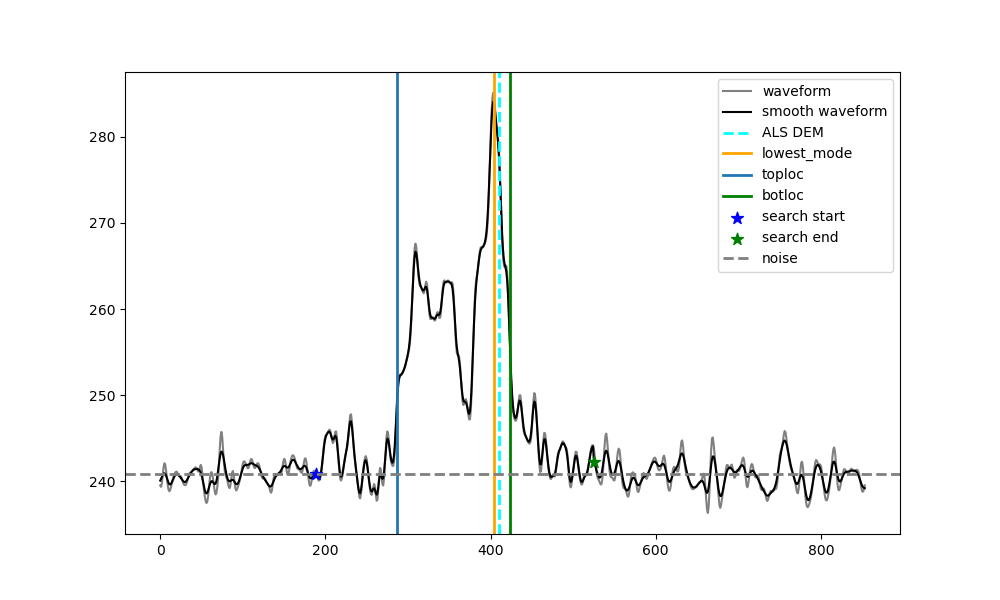 waveform
smooth waveform
ALS DEM
lowest_mode
toploc
botloc
search start
search end
noise
280
270
260
250
240
0 200 400 600 800